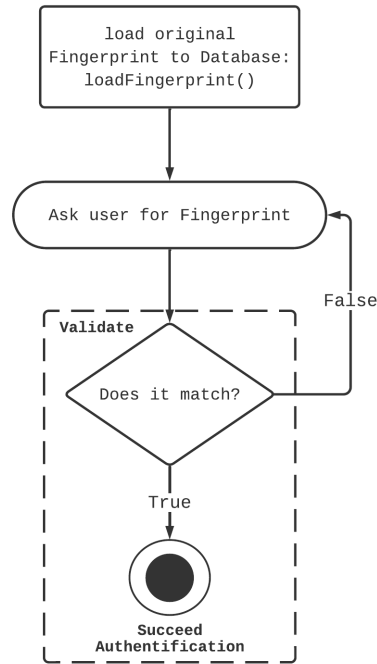 load original
Fingerprint to Database:
loadFingerprint()
Ask user for Fingerprint
False
Validate
Does it match?
True
Succeed
Authentification